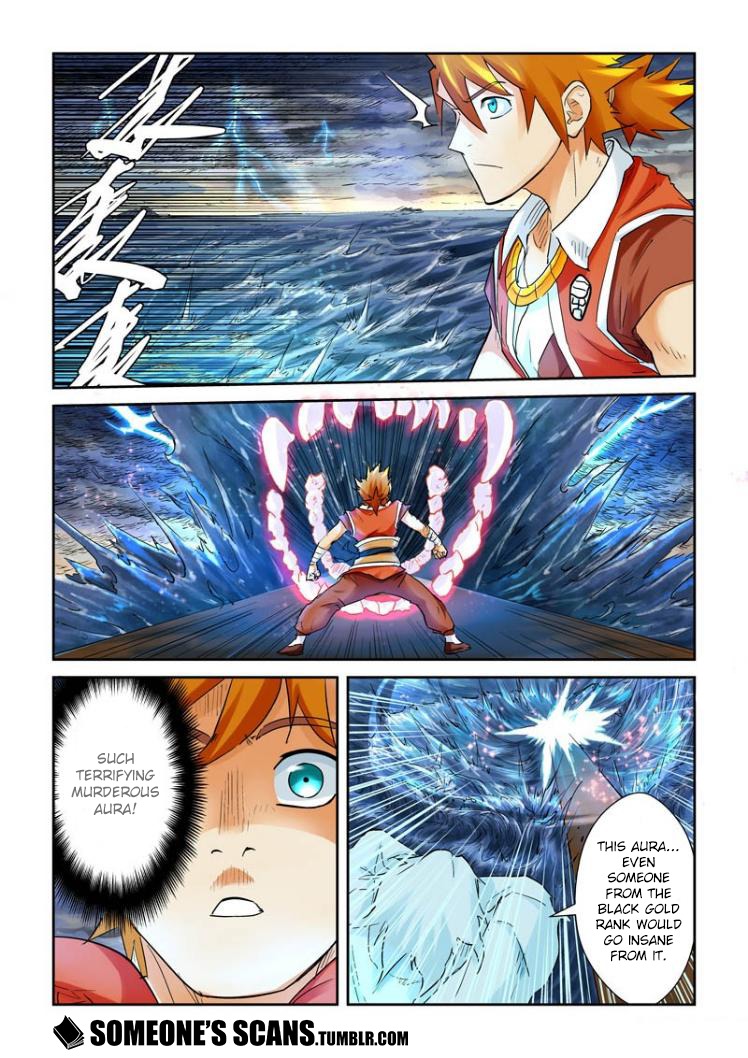 SUCH
TERRIFYING
MURDEROUS
AURA!
THIS AURA...
EVEN
SOMEONE
FROM THE
BLACK GOLD
RANK WOULD
GO INSANE
FROM IT.
SOMEONE'S SCANS.TUMBLR.COM